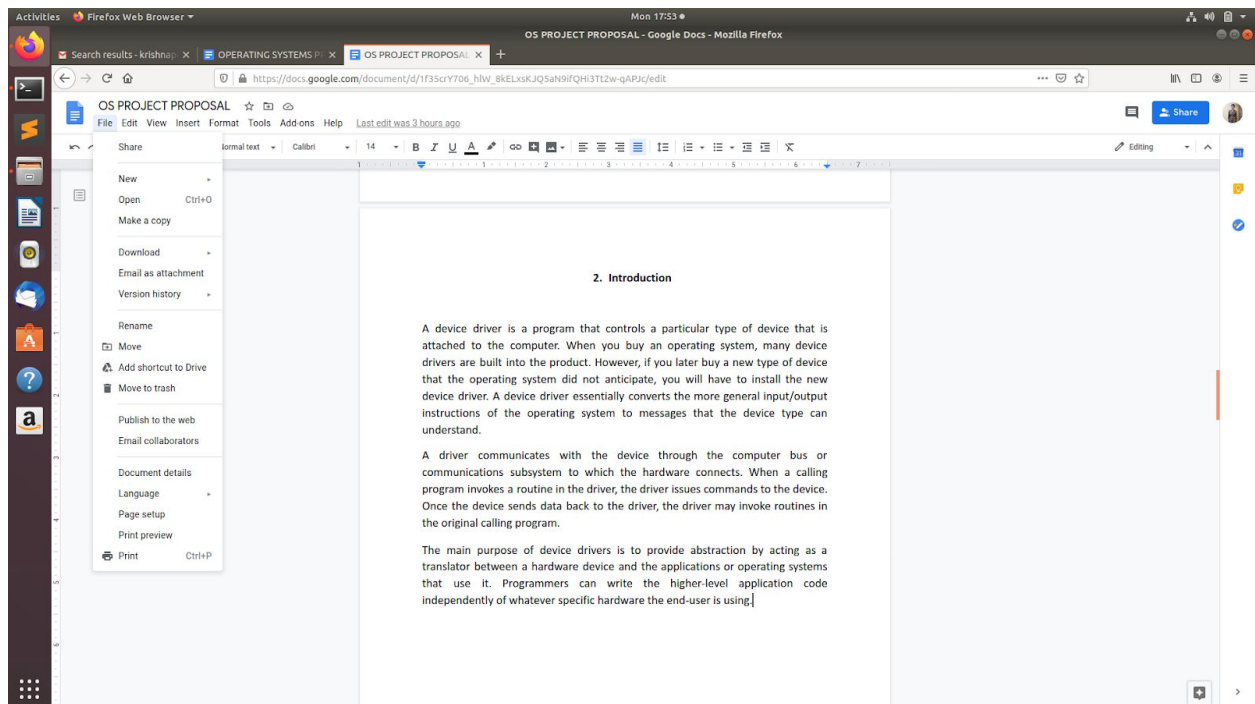 Activities Firefox Web Browser Mon 17:53
OS PROJECT PROPOSAL - Google Docs - Mozilla Firefox
Search results - krishnap OPERATING SYSTEMS P OS PROJECT PROPOSAL
https://docs.google.com/document/d/1f35crY706_hlW_8kELxsKJQ5aN9ifQHi3Tt2w-qAPJc/edit
OS PROJECT PROPOSAL
File Edit View Insert Format Tools Add-ons Help Last edit was 3 hours ago
Share
Normal text Calibri 14 B I U A
Editing
Share
New
Open Ctrl+O
Make a copy
Download
Email as attachment
Version history
Rename
Move
Add shortcut to Drive
Move to trash
Publish to the web
Email collaborators
Document details
Language
Page setup
Print preview
Print Ctrl+P
1 1 2 3 4 5 6 7
2. Introduction
A device driver is a program that controls a particular type of device that is
attached to the computer. When you buy an operating system, many device
drivers are built into the product. However, if you later buy a new type of device
that the operating system did not anticipate, you will have to install the new
device driver. A device driver essentially converts the more general input/output
instructions of the operating system to messages that the device type can
understand.
A driver communicates with the device through the computer bus or
communications subsystem to which the hardware connects. When a calling
program invokes a routine in the driver, the driver issues commands to the device.
Once the device sends data back to the driver, the driver may invoke routines in
the original calling program.
The main purpose of device drivers is to provide abstraction by acting as a
translator between a hardware device and the applications or operating systems
that use it. Programmers can write the higher-level application code
independently of whatever specific hardware the end-user is using.